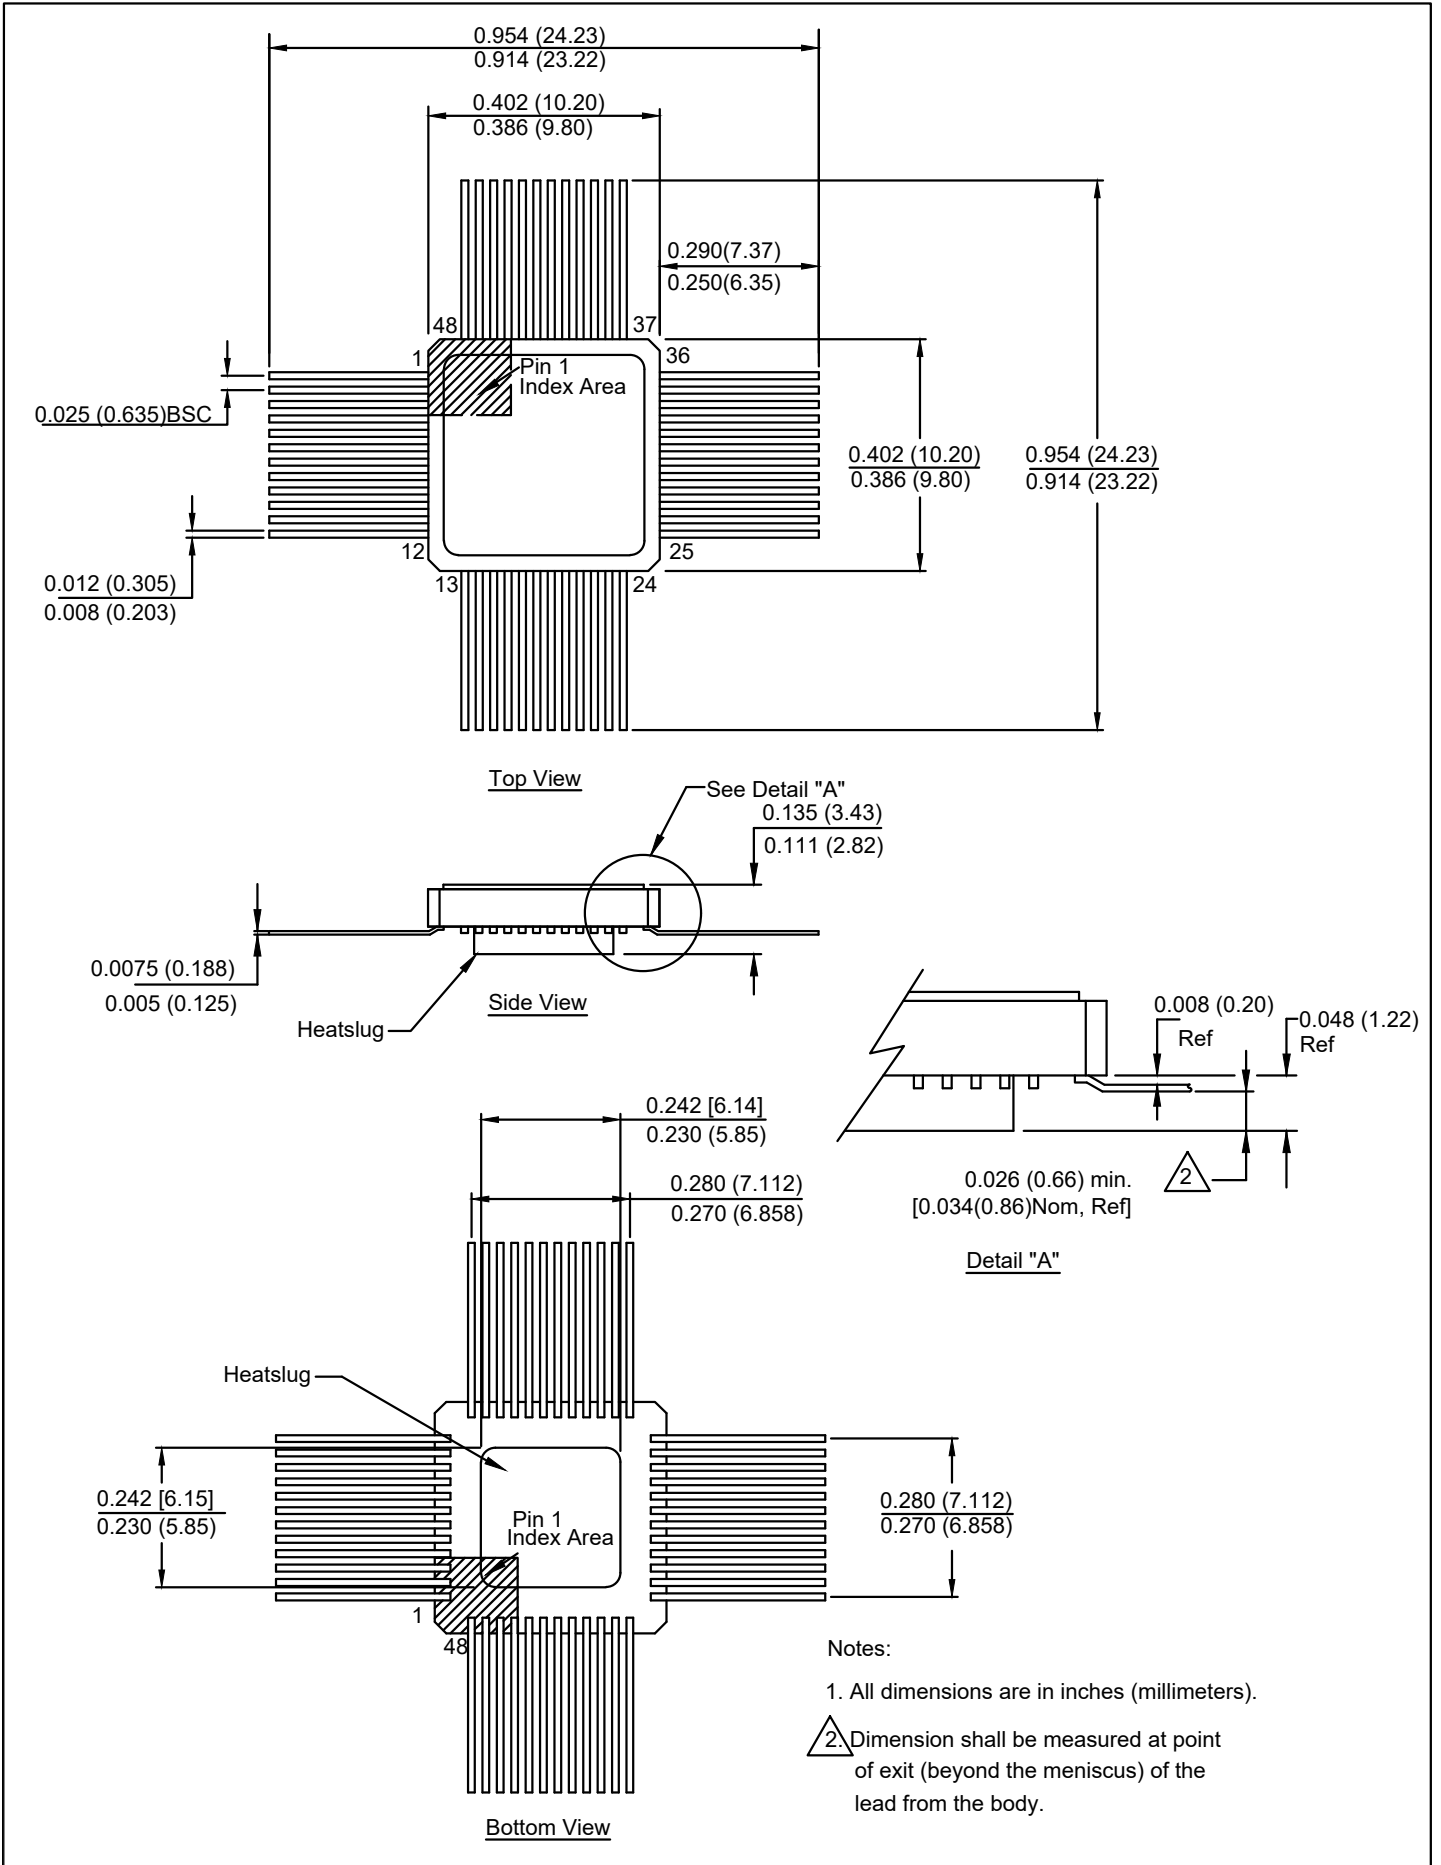 0.954 (24.23)
0.914 (23.22)
0.402 (10.20)
0.386 (9.80)
0.290(7.37)
0.250(6.35)
48
37
1
36
Pin 1
Index Area
0.025 (0.635)BSC
0.402 (10.20)
0.386 (9.80)
0.954 (24.23)
0.914 (23.22)
12
25
13
24
0.012 (0.305)
0.008 (0.203)
Top View
See Detail "A"
0.135 (3.43)
0.111 (2.82)
0.0075 (0.188)
0.005 (0.125)
Side View
Heatslug
0.008 (0.20)
Ref
0.048 (1.22)
Ref
0.026 (0.66) min.
[0.034(0.86)Nom, Ref]
2
Detail "A"
0.242 [6.14]
0.230 (5.85)
0.280 (7.112)
0.270 (6.858)
Heatslug
0.242 [6.15]
0.230 (5.85)
Pin 1
Index Area
0.280 (7.112)
0.270 (6.858)
1
48
Bottom View
Notes:
1. All dimensions are in inches (millimeters).
2. Dimension shall be measured at point
of exit (beyond the meniscus) of the
lead from the body.